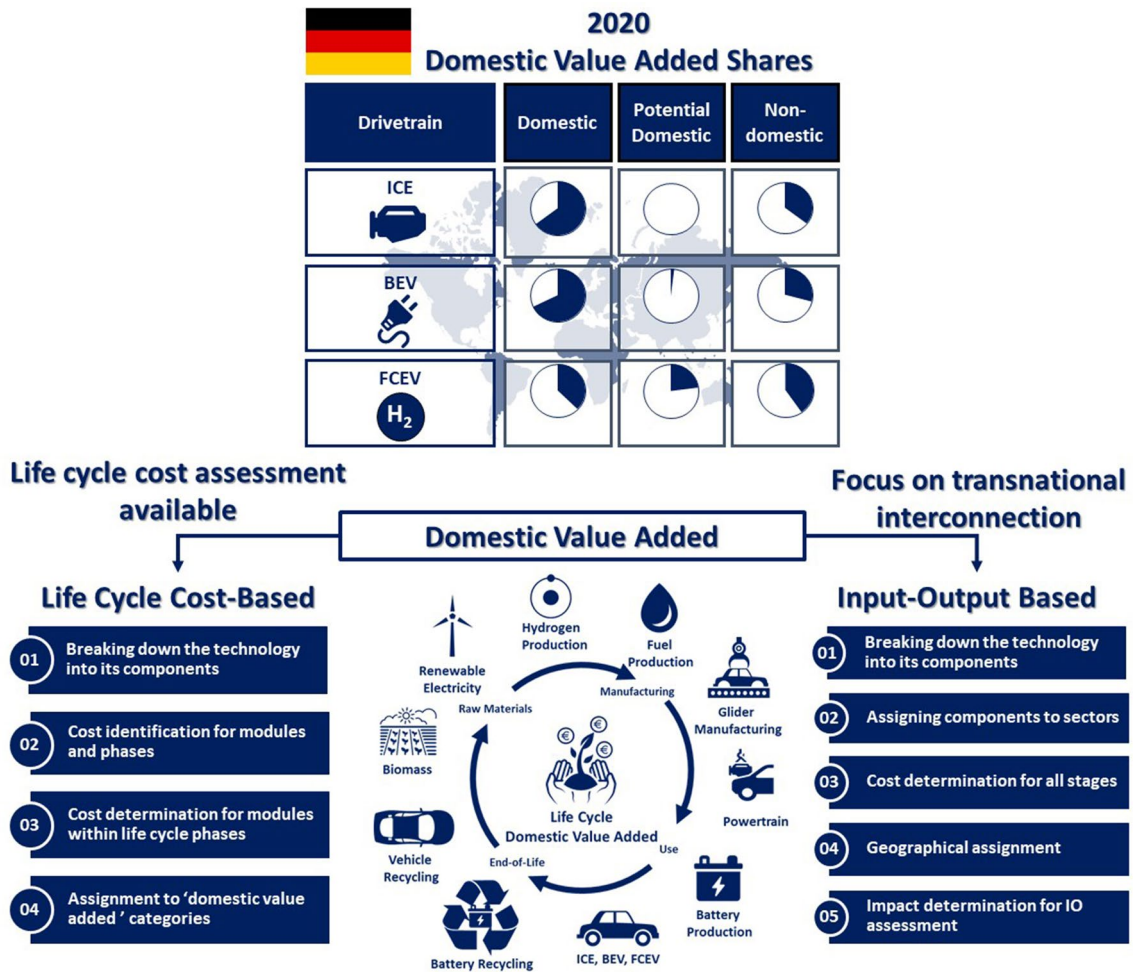 2020
Domestic Value Added Shares
Drivetrain
Domestic
Potential
Domestic
Non-
domestic
ICE
BEV
FCEV
H₂
Life cycle cost assessment
available
Focus on transnational
interconnection
Domestic Value Added
Life Cycle Cost-Based
01
Breaking down the technology
into its components
02
Cost identification for modules
and phases
03
Cost determination for modules
within life cycle phases
04
Assignment to ‘domestic value
added ’ categories
Hydrogen
Production
Fuel
Production
Renewable
Electricity
Manufacturing
Raw Materials
Glider
Manufacturing
Biomass
€
€
€
Life Cycle
Domestic Value Added
Powertrain
Use
End-of-Life
Vehicle
Recycling
Battery
Production
Battery Recycling
ICE, BEV, FCEV
Input-Output Based
01
Breaking down the technology
into its components
02
Assigning components to sectors
03
Cost determination for all stages
04
Geographical assignment
05
Impact determination for IO
assessment